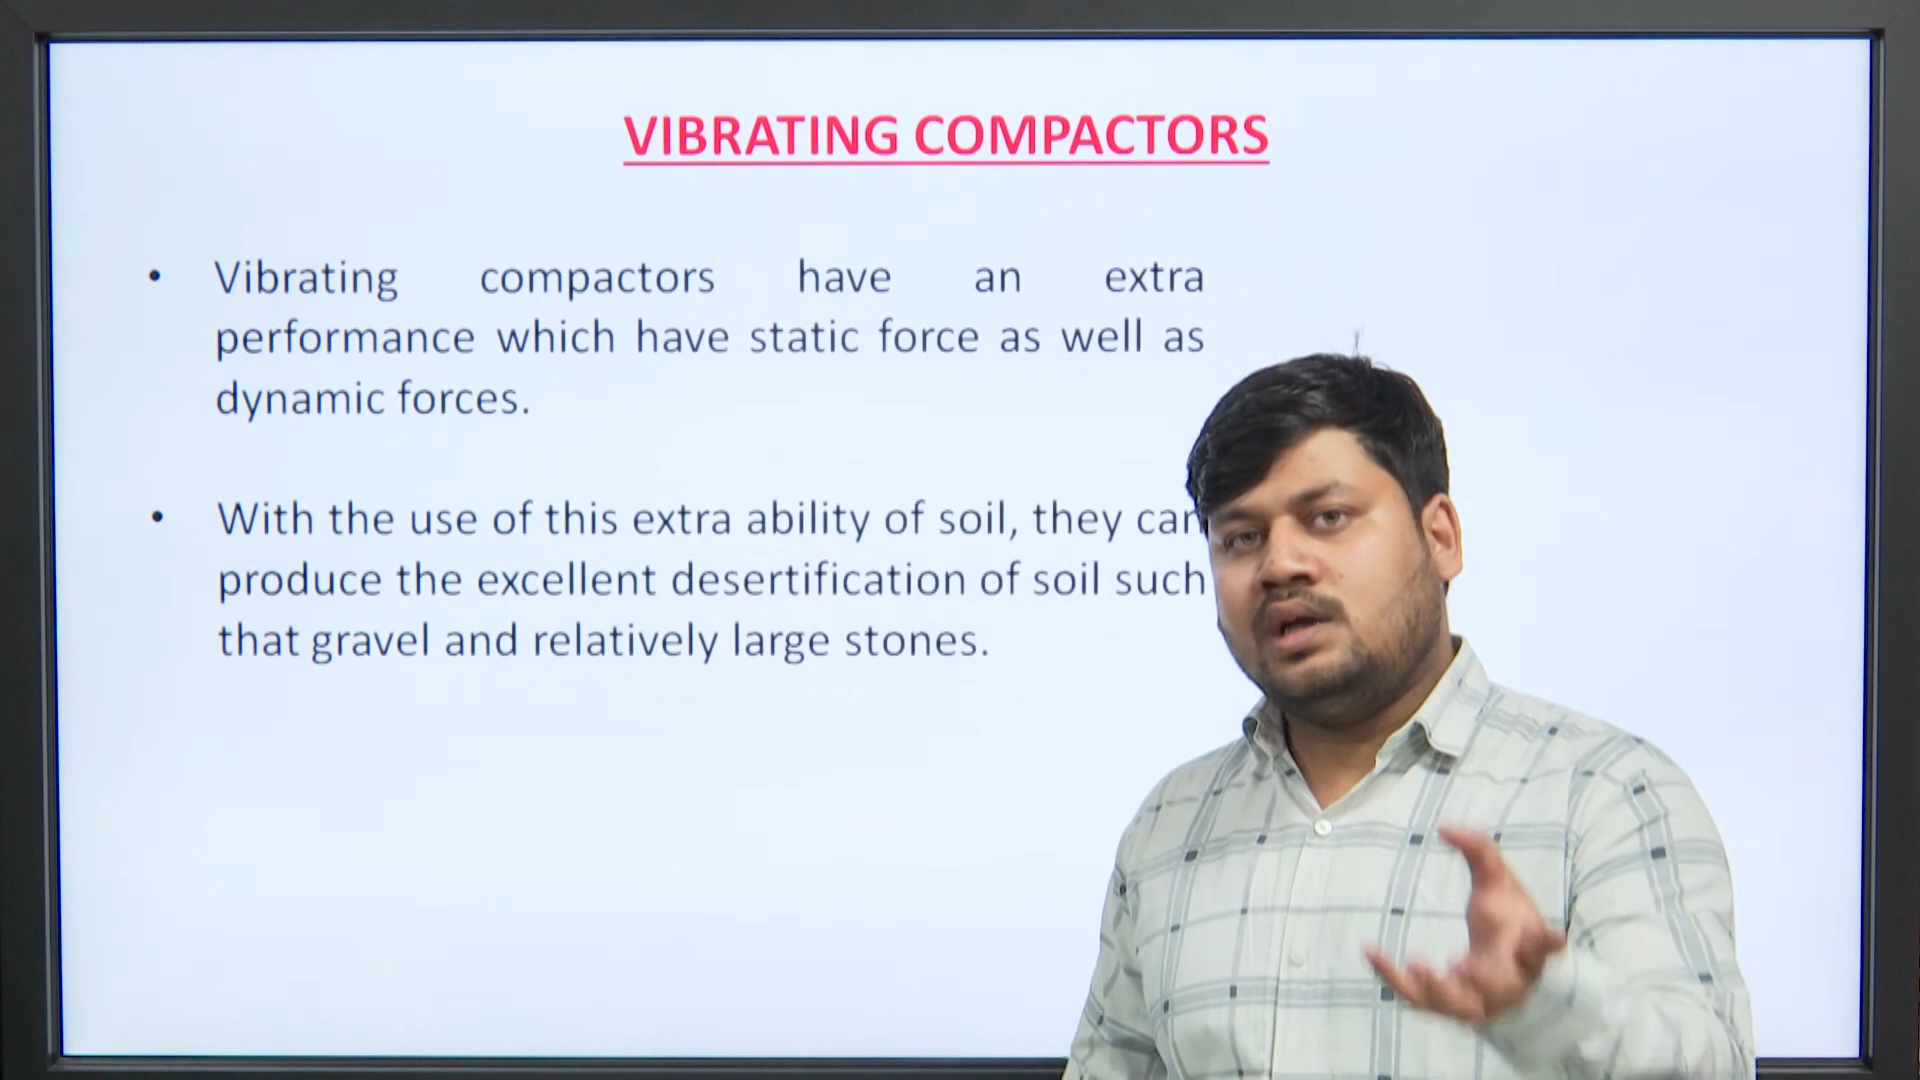 VIBRATING COMPACTORS
• Vibrating compactors have an extra
performance which have static force as well as
dynamic forces.
• With the use of this extra ability of soil, they can
produce the excellent desertification of soil such
that gravel and relatively large stones.